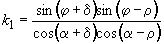 k₁ = sin(φ + δ)sin(φ − ρ) / cos(α + δ)cos(α − ρ)